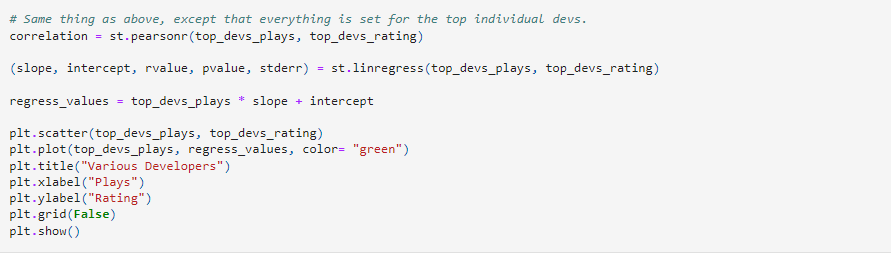 # Same thing as above, except that everything is set for the top individual devs.
correlation = st.pearsonr(top_devs_plays, top_devs_rating)
(slope, intercept, rvalue, pvalue, stderr) = st.linregress(top_devs_plays, top_devs_rating)
regress_values = top_devs_plays * slope + intercept
plt.scatter(top_devs_plays, top_devs_rating)
plt.plot(top_devs_plays, regress_values, color= "green")
plt.title("Various Developers")
plt.xlabel("Plays")
plt.ylabel("Rating")
plt.grid(False)
plt.show()